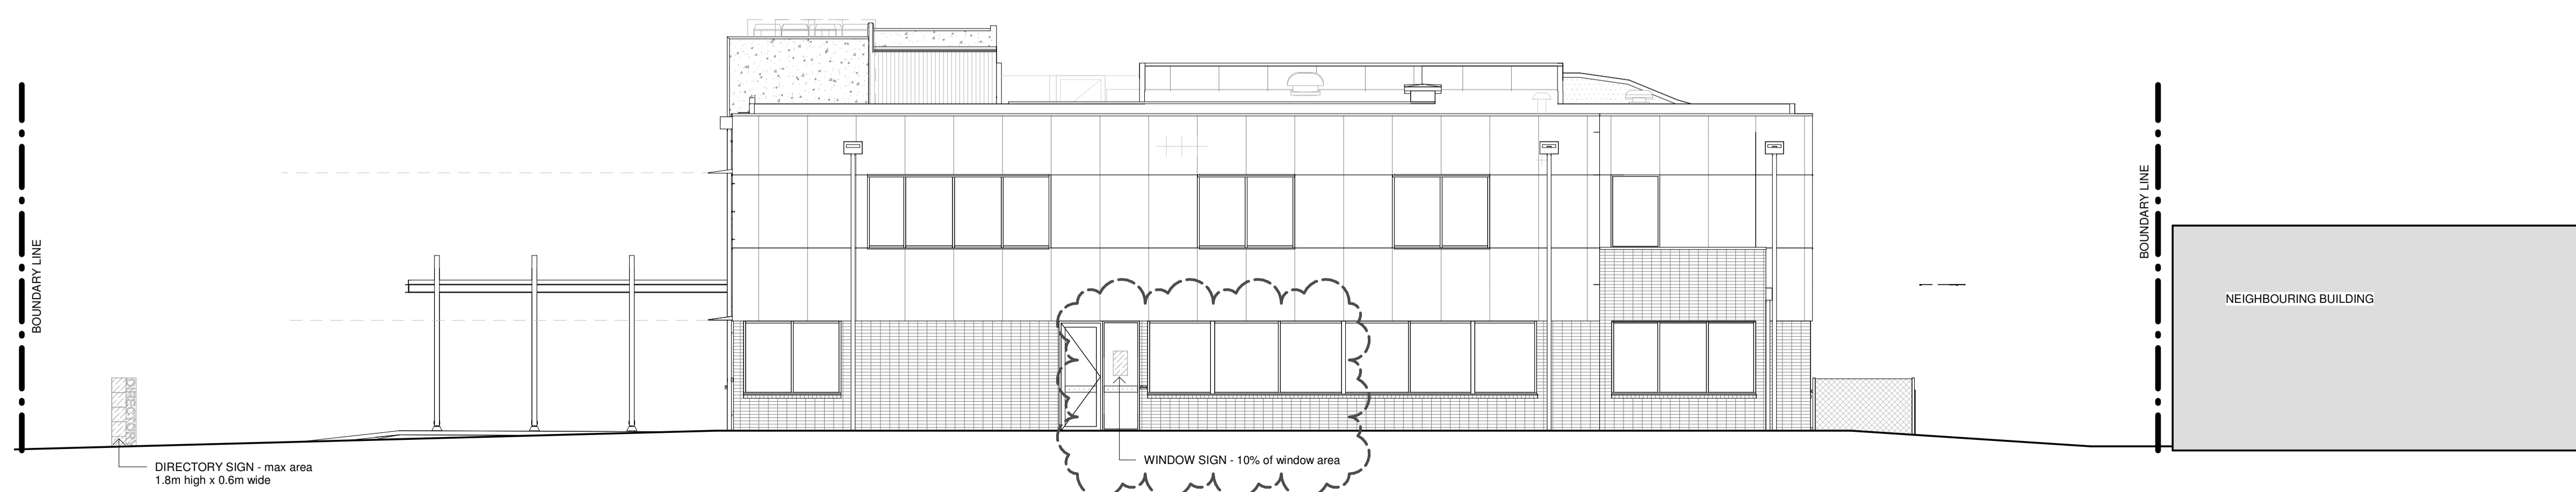 BOUNDARY LINE
DIRECTORY
DIRECTORY SIGN - max area
1.8m high x 0.6m wide
WINDOW SIGN - 10% of window area
BOUNDARY LINE
NEIGHBOURING BUILDING